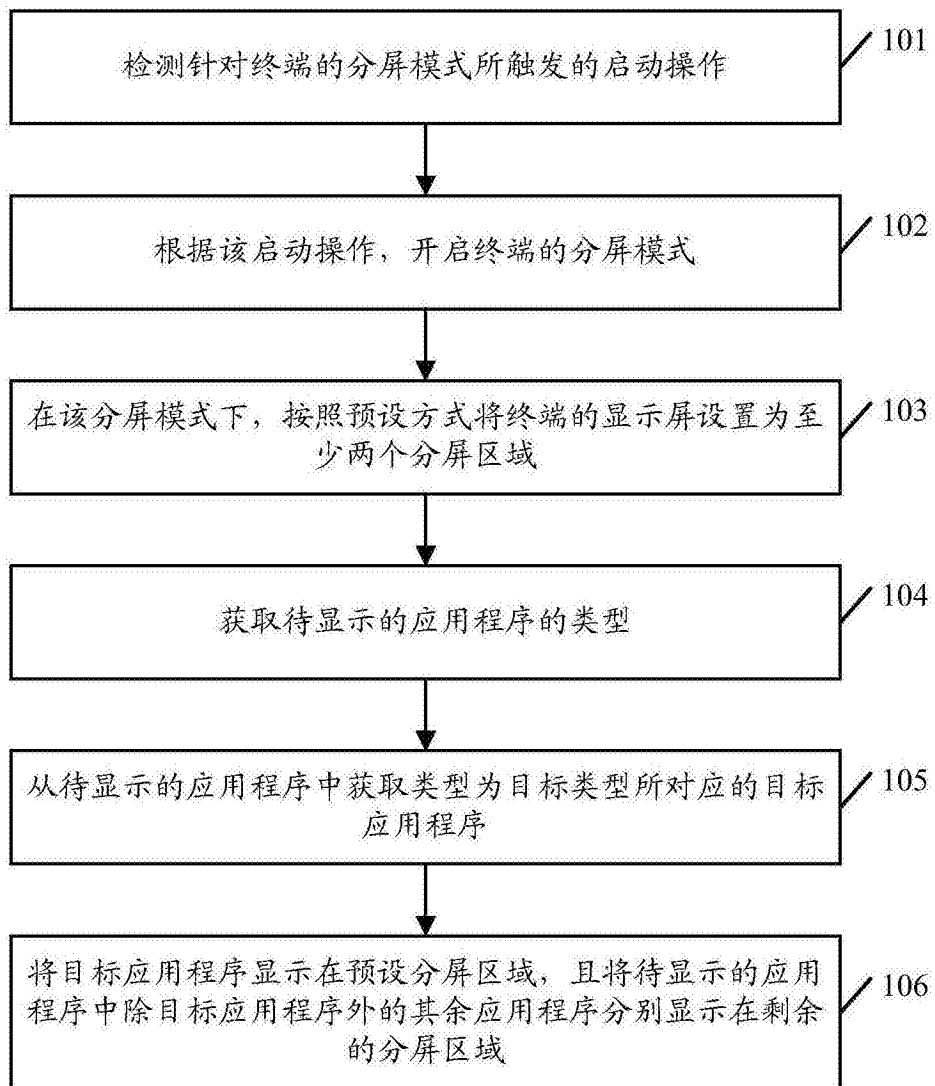 检测针对终端的分屏模式所触发的启动操作
101
根据该启动操作，开启终端的分屏模式
102
在该分屏模式下，按照预设方式将终端的显示屏设置为至
少两个分屏区域
103
获取待显示的应用程序的类型
104
从待显示的应用程序中获取类型为目标类型所对应的目标
应用程序
105
将目标应用程序显示在预设分屏区域，且将待显示的应用
程序中除目标应用程序外的其余应用程序分别显示在剩余
的分屏区域
106